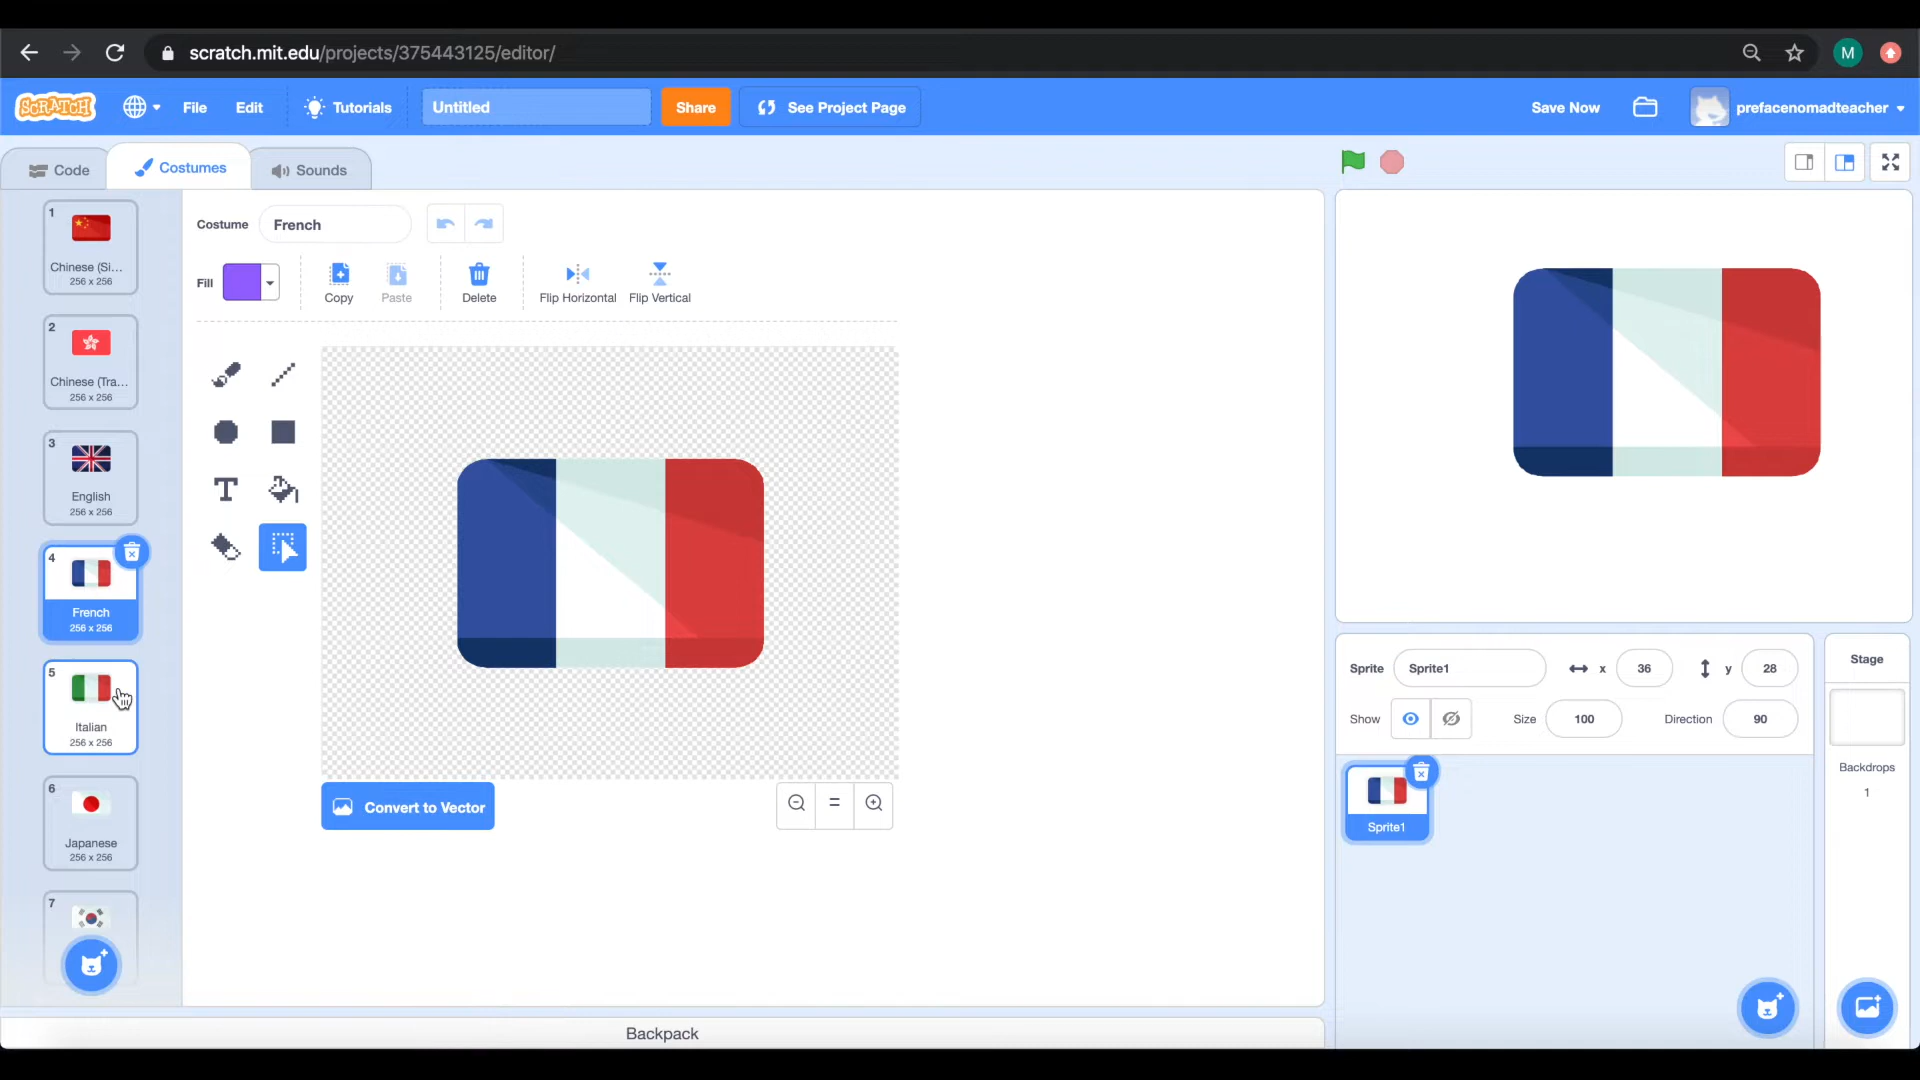 scratch.mit.edu/projects/375443125/editor/
M
SCRATCH
File
Edit
Tutorials
Untitled
Share
See Project Page
Save Now
prefacenomadteacher
Code
Costumes
Sounds
1
Chinese (Si...
256 x 256
2
Chinese (Tra...
256 x 256
3
English
256 x 256
4
French
256 x 256
5
Italian
256 x 256
6
Japanese
256 x 256
7
Costume
French
Fill
Copy
Paste
Delete
Flip Horizontal
Flip Vertical
T
Convert to Vector
Sprite
Sprite1
x
36
y
28
Show
Size
100
Direction
90
Sprite1
Stage
Backdrops
1
Backpack